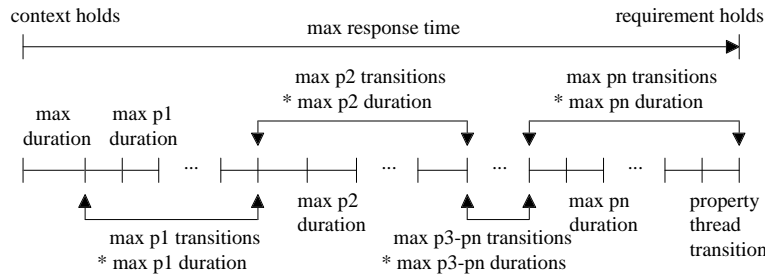 context holds
requirement holds
max response time
max p2 transitions
* max p2 duration
max pn transitions
* max pn duration
max
duration
max p1
duration
...
...
...
...
max p2
duration
max pn
duration
property
thread
transition
max p1 transitions
* max p1 duration
max p3-pn transitions
* max p3-pn durations